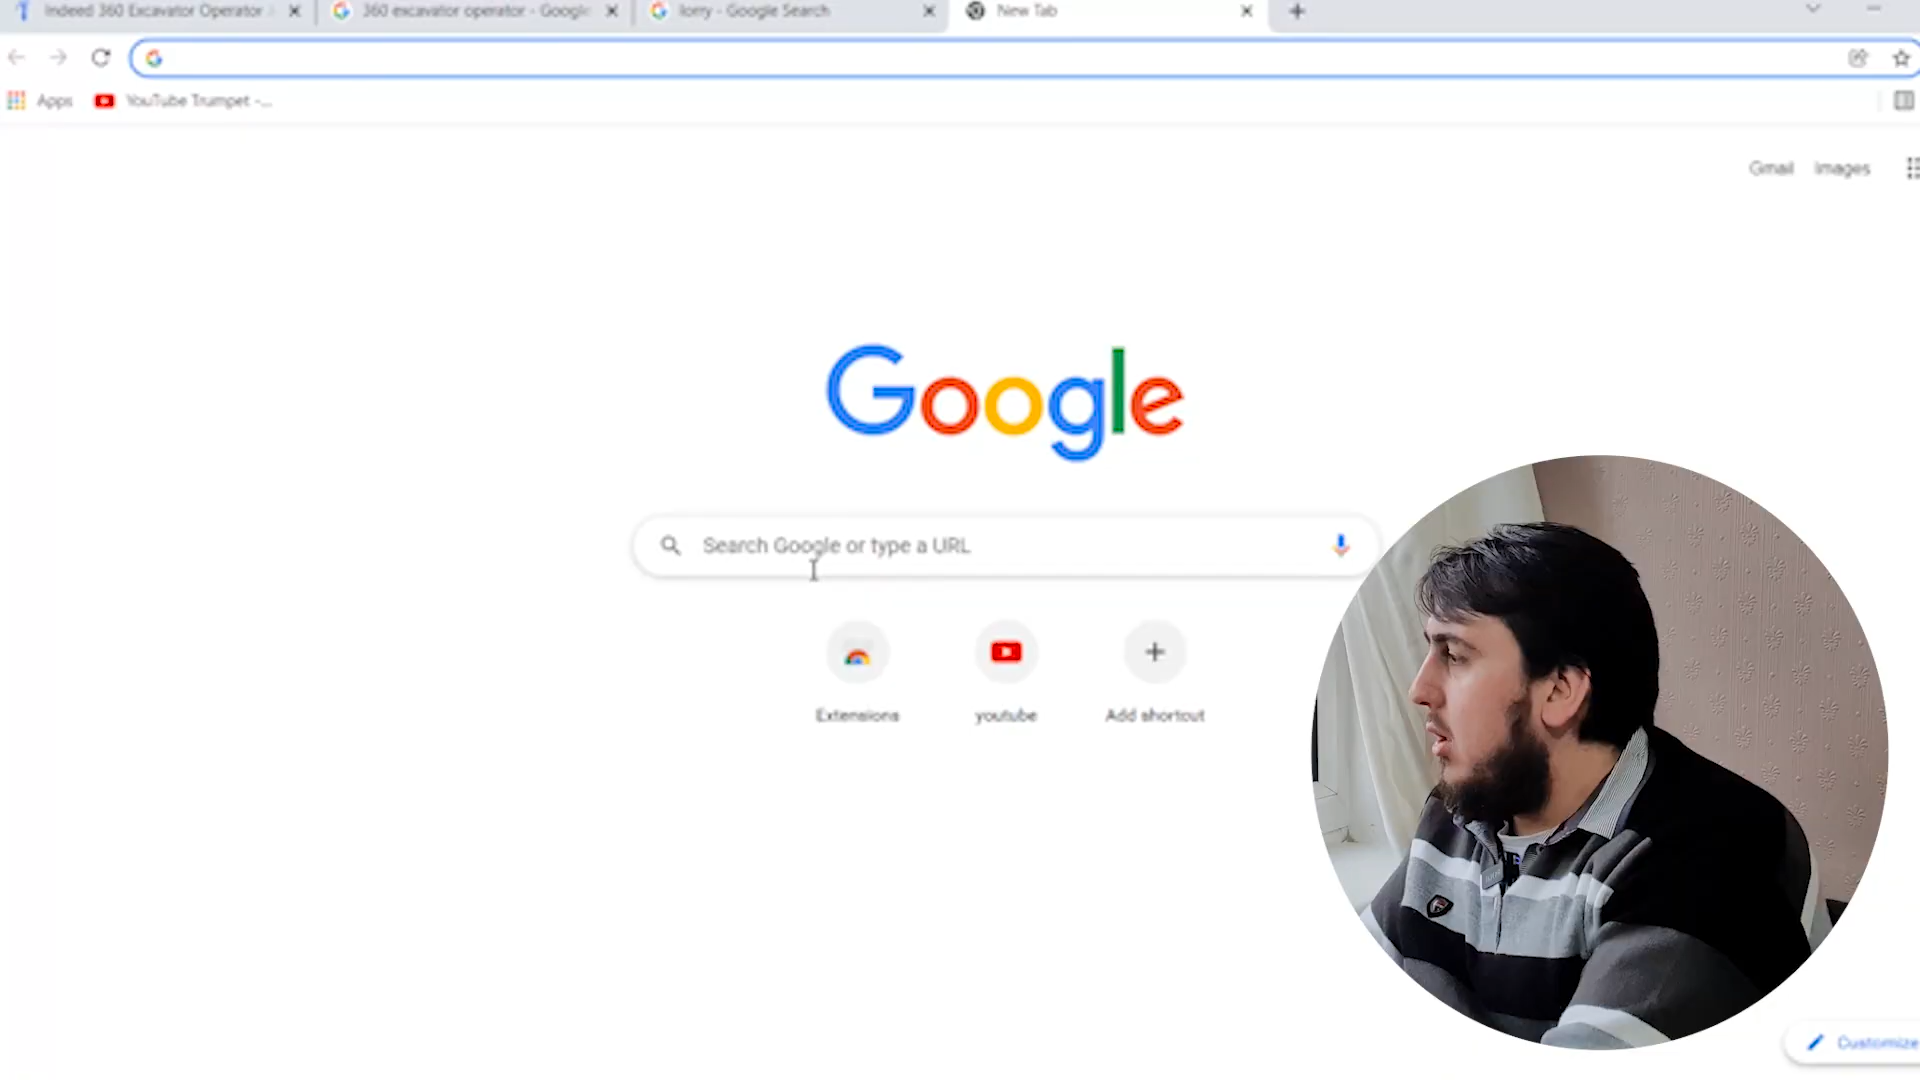 Indeed 360 Excavator Operator
360 excavator operator - Google
lorry - Google Search
New Tab
Apps
YouTube Trumpet -...
Gmail
Images
Google
Search Google or type a URL
Extensions
youtube
Add shortcut
Customize